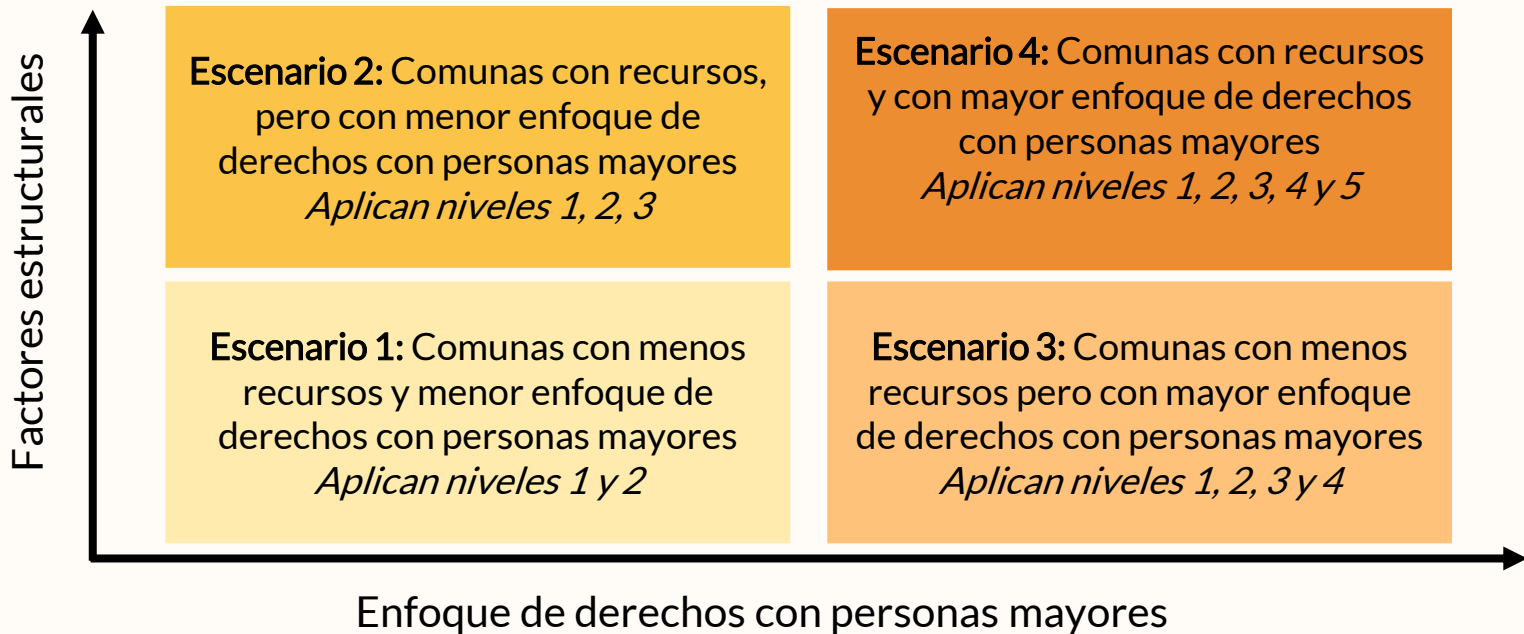 Factores estructurales
Escenario 2: Comunas con recursos,
pero con menor enfoque de
derechos con personas mayores
Aplican niveles 1, 2, 3
Escenario 4: Comunas con recursos
y con mayor enfoque de derechos
con personas mayores
Aplican niveles 1, 2, 3, 4 y 5
Escenario 1: Comunas con menos
recursos y menor enfoque de
derechos con personas mayores
Aplican niveles 1 y 2
Escenario 3: Comunas con menos
recursos pero con mayor enfoque
de derechos con personas mayores
Aplican niveles 1, 2, 3 y 4
Enfoque de derechos con personas mayores